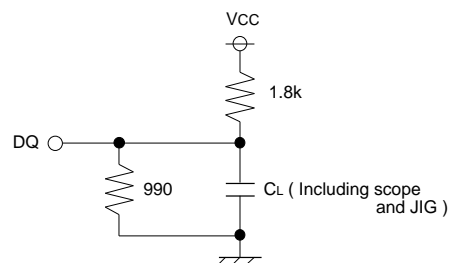 VCC
1.8k
DQ
990
CL ( Including scope
and JIG )